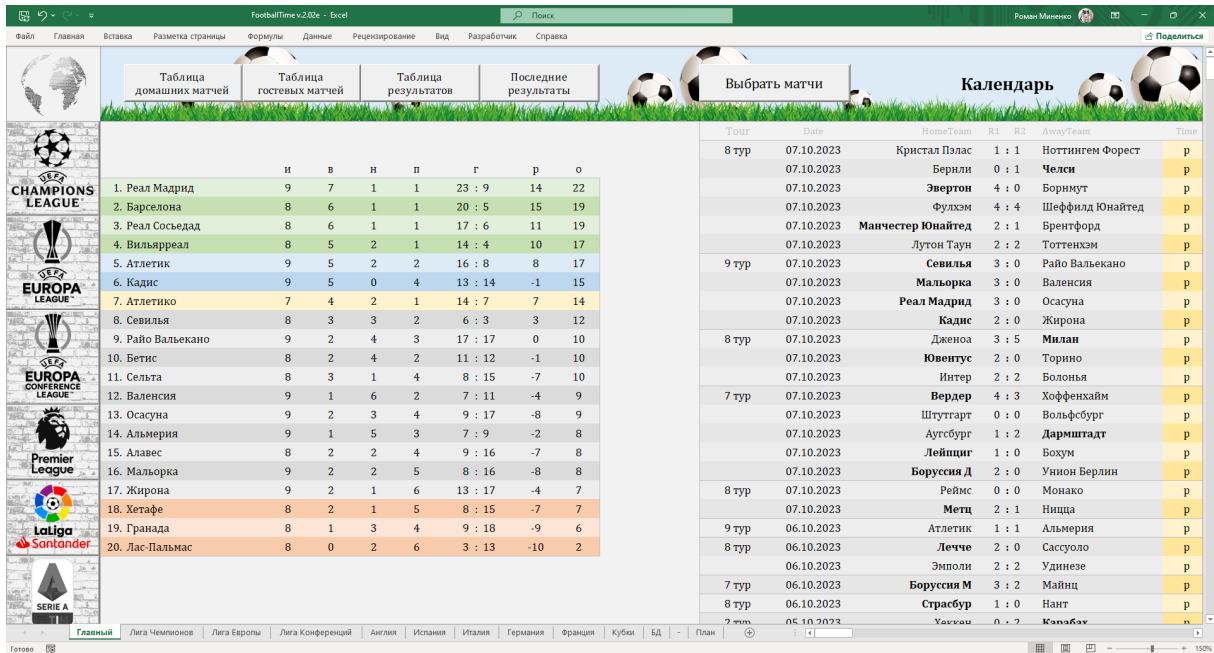 FootballTime v.2.02e - Excel
Поиск
Роман Миненко
Файл Главная Вставка Разметка страницы Формулы Данные Рецензирование Вид Разработчик Справка
Поделиться
Таблица домашних матчей
Таблица гостевых матчей
Таблица результатов
Последние результаты
Выбрать матчи
Календарь
UEFA
CHAMPIONS
LEAGUE
UEFA
EUROPA
LEAGUE
UEFA
EUROPA
CONFERENCE
LEAGUE
Premier
League
LaLiga
Santander
SERIE A
TIM
и в н п г р о
1. Реал Мадрид 9 7 1 1 23 : 9 14 22
2. Барселона 8 6 1 1 20 : 5 15 19
3. Реал Сосьедад 8 6 1 1 17 : 6 11 19
4. Вильярреал 8 5 2 1 14 : 4 10 17
5. Атлетик 9 5 2 2 16 : 8 8 17
6. Кадис 9 5 0 4 13 : 14 -1 15
7. Атлетико 7 4 2 1 14 : 7 7 14
8. Севилья 8 3 3 2 6 : 3 3 12
9. Райо Вальекано 9 2 4 3 17 : 17 0 10
10. Бетис 8 2 4 2 11 : 12 -1 10
11. Сельта 8 3 1 4 8 : 15 -7 10
12. Валенсия 9 1 6 2 7 : 11 -4 9
13. Осасуна 9 2 3 4 9 : 17 -8 9
14. Альмерия 9 1 5 3 7 : 9 -2 8
15. Алавес 8 2 2 4 9 : 16 -7 8
16. Мальорка 9 2 2 5 8 : 16 -8 8
17. Жирона 9 2 1 6 13 : 17 -4 7
18. Хетафе 8 2 1 5 8 : 15 -7 7
19. Гранада 8 1 3 4 9 : 18 -9 6
20. Лас-Пальмас 8 0 2 6 3 : 13 -10 2
Tour Date HomeTeam R1 R2 AwayTeam Time
8 тур 07.10.2023 Кристал Пэлас 1 : 1 Ноттингем Форест р
07.10.2023 Бернли 0 : 1 Челси р
07.10.2023 Эвертон 4 : 0 Борнмут р
07.10.2023 Фулхэм 4 : 4 Шеффилд Юнайтед р
07.10.2023 Манчестер Юнайтед 2 : 1 Брентфорд р
07.10.2023 Лутон Таун 2 : 2 Тоттенхэм р
9 тур 07.10.2023 Севилья 3 : 0 Райо Вальекано р
07.10.2023 Мальорка 3 : 0 Валенсия р
07.10.2023 Реал Мадрид 3 : 0 Осасуна р
07.10.2023 Кадис 2 : 0 Жирона р
8 тур 07.10.2023 Дженоа 3 : 5 Милан р
07.10.2023 Ювентус 2 : 0 Торино р
07.10.2023 Интер 2 : 2 Болонья р
7 тур 07.10.2023 Вердер 4 : 3 Хоффенхайм р
07.10.2023 Штутгарт 0 : 0 Вольфсбург р
07.10.2023 Аугсбург 1 : 2 Дармштадт р
07.10.2023 Лейпциг 1 : 0 Бохум р
07.10.2023 Боруссия Д 2 : 0 Унион Берлин р
8 тур 07.10.2023 Реймс 0 : 0 Монако р
07.10.2023 Метц 2 : 1 Ницца р
9 тур 06.10.2023 Атлетик 1 : 1 Альмерия р
8 тур 06.10.2023 Лечче 2 : 0 Сассуоло р
06.10.2023 Эмполи 2 : 2 Удинезе р
7 тур 06.10.2023 Боруссия М 3 : 2 Майнц р
8 тур 06.10.2023 Страсбур 1 : 0 Нант р
2 тур 05.10.2023 Хеккен 0 : 2 Карабах р
Главный Лига Чемпионов Лига Европы Лига Конференций Англия Испания Италия Германия Франция Кубки БД - План
Готово
150%